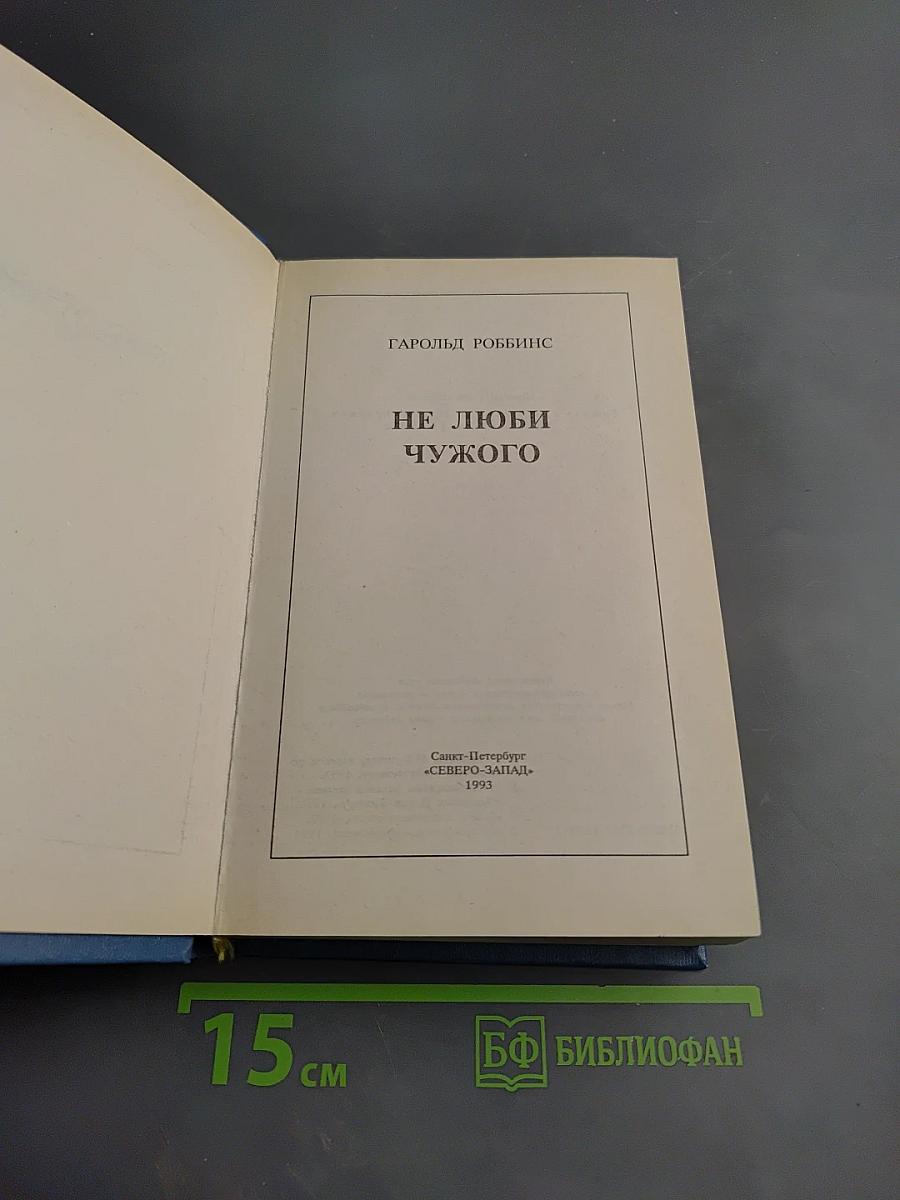 ГАРОЛЬД РОББИНС
НЕ ЛЮБИ
ЧУЖОГО
Санкт-Петербург
«СЕВЕРО-ЗАПАД»
1993
15 см
БФ БИБЛИОФАН